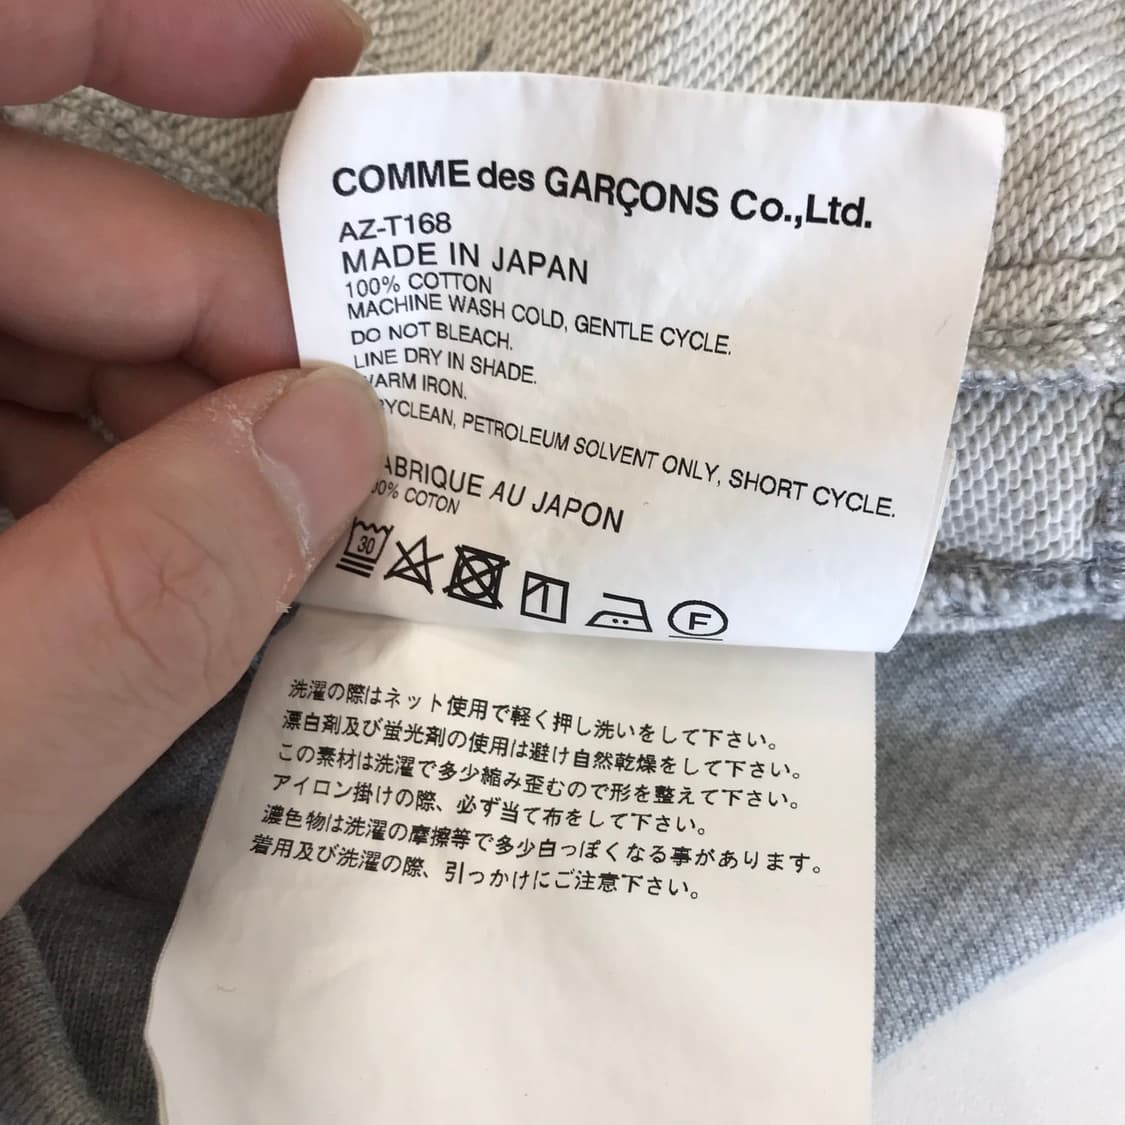 COMME des GARÇONS Co.,Ltd.
AZ-T168
MADE IN JAPAN
100% COTTON
MACHINE WASH COLD, GENTLE CYCLE.
DO NOT BLEACH.
LINE DRY IN SHADE.
WARM IRON.
RYCLEAN, PETROLEUM SOLVENT ONLY, SHORT CYCLE.
ABRIQUE AU JAPON
00% COTON
30
F
洗濯の際はネット使用で軽く押し洗いをして下さい。
漂白剤及び蛍光剤の使用は避け自然乾燥をして下さい。
この素材は洗濯で多少縮み歪むので形を整えて下さい。
アイロン掛けの際、必ず当て布をして下さい。
濃色物は洗濯の摩擦等で多少白っぽくなる事があります。
着用及び洗濯の際、引っかけにご注意下さい。